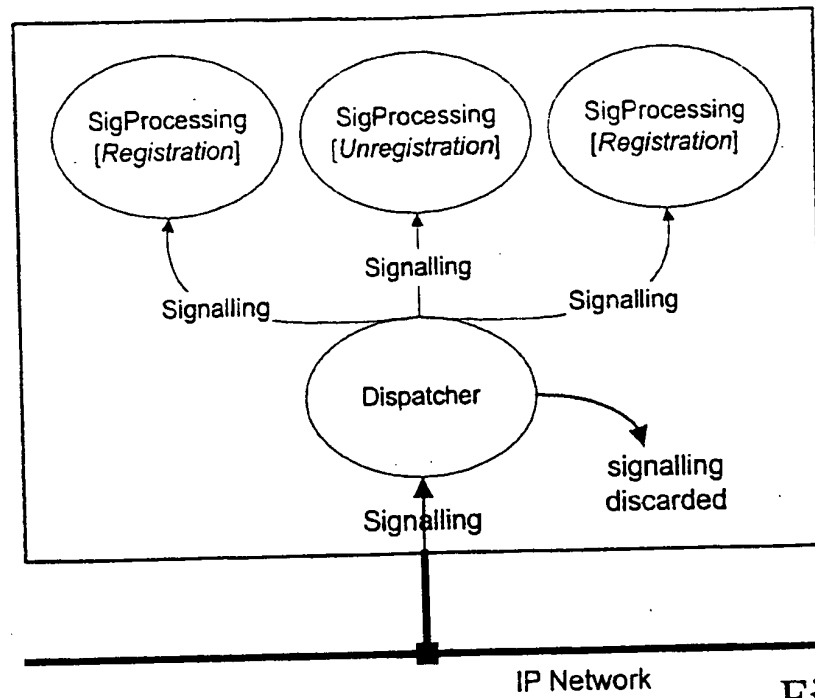 SigProcessing
[Registration]
SigProcessing
[Unregistration]
SigProcessing
[Registration]
Signalling
Signalling
Signalling
Dispatcher
signalling
discarded
Signalling
IP Network